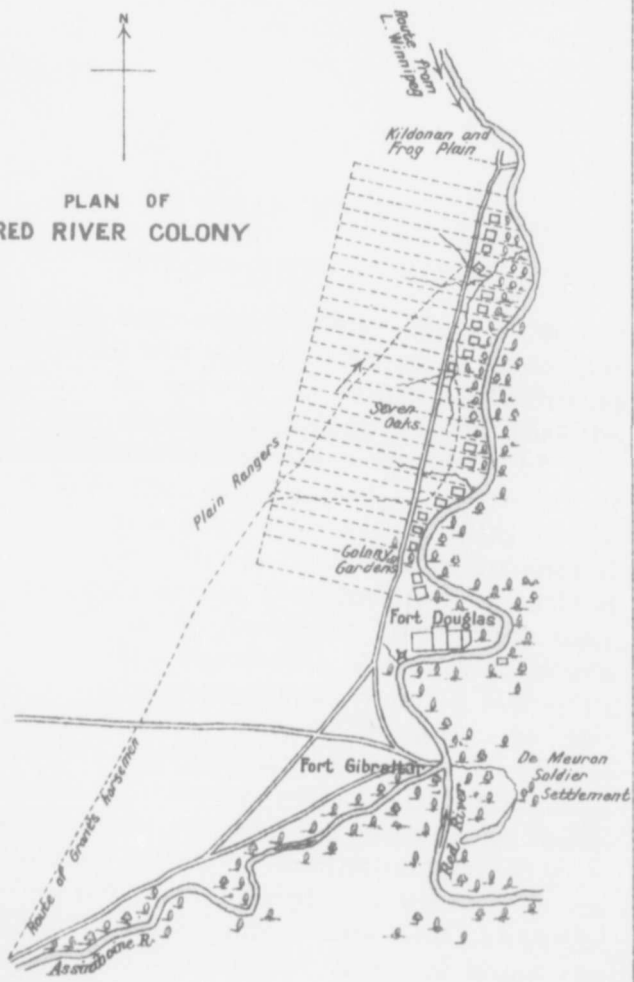 N
Route from
L. Winnipeg
Kildonan and
Frog Plain
PLAN OF
RED RIVER COLONY
Seven
Oaks
Plain Rangers
Colony
Gardens
Fort Douglas
Fort Gibraltar
De Meuron
Soldier
Settlement
Red River
Route of Grant's horsemen
Assiniboine R.